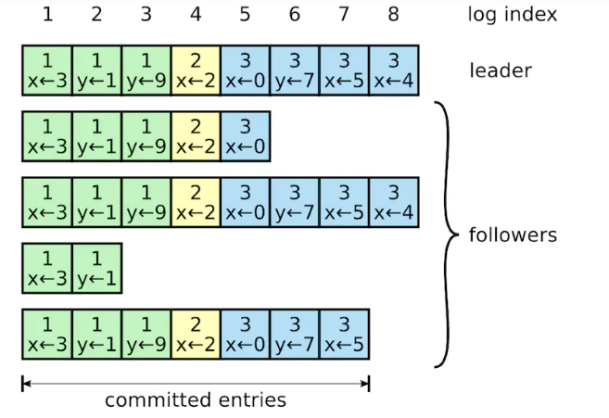 1 2 3 4 5 6 7 8 log index
1 1 1 2 3 3 3 3
x←3 y←1 y←9 x←2 x←0 y←7 x←5 x←4
leader
1 1 1 2 3
x←3 y←1 y←9 x←2 x←0
1 1 1 2 3 3 3 3
x←3 y←1 y←9 x←2 x←0 y←7 x←5 x←4
followers
1 1
x←3 y←1
1 1 1 2 3 3 3
x←3 y←1 y←9 x←2 x←0 y←7 x←5
committed entries